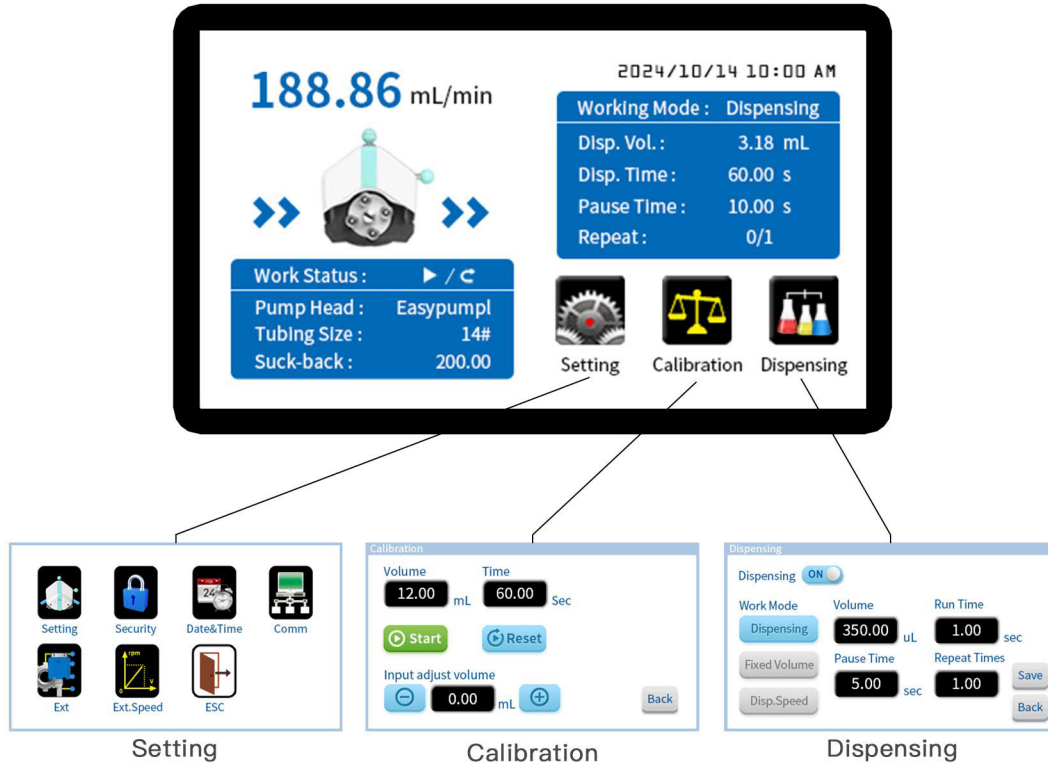 2024/10/14 10:00 AM
188.86 mL/min
Working Mode : Dispensing
Disp. Vol. : 3.18 mL
Disp. Time : 60.00 s
Pause Time : 10.00 s
Repeat : 0/1
Work Status : /
Pump Head : Easypumpl
Tubing Size : 14#
Suck-back : 200.00
Setting
Calibration
Dispensing
Setting
Security
24
Date&Time
Comm
Ext
rpm
0
v
Ext.Speed
ESC
Setting
Calibration
Volume
Time
12.00 mL
60.00 Sec
Start
Reset
Input adjust volume
0.00 mL
Back
Calibration
Dispensing
Dispensing ON
Work Mode
Volume
Run Time
Dispensing
350.00 uL
1.00 sec
Fixed Volume
Pause Time
Repeat Times
5.00 sec
1.00
Save
Disp.Speed
Back
Dispensing